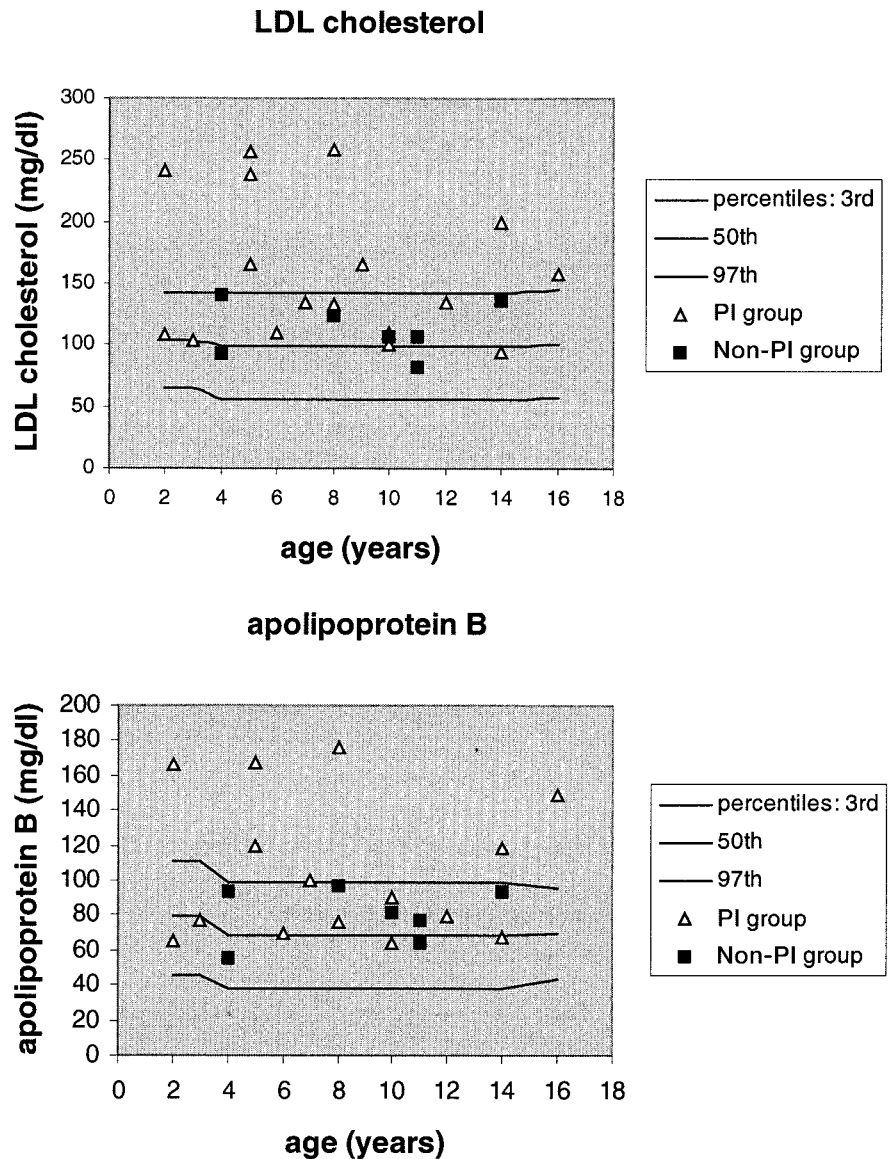 LDL cholesterol
LDL cholesterol (mg/dl)
300
250
200
150
100
50
0
0 2 4 6 8 10 12 14 16 18
age (years)
percentiles: 3rd
50th
97th
PI group
Non-PI group
apolipoprotein B
apolipoprotein B (mg/dl)
200
180
160
140
120
100
80
60
40
20
0
0 2 4 6 8 10 12 14 16 18
age (years)
percentiles: 3rd
50th
97th
PI group
Non-PI group